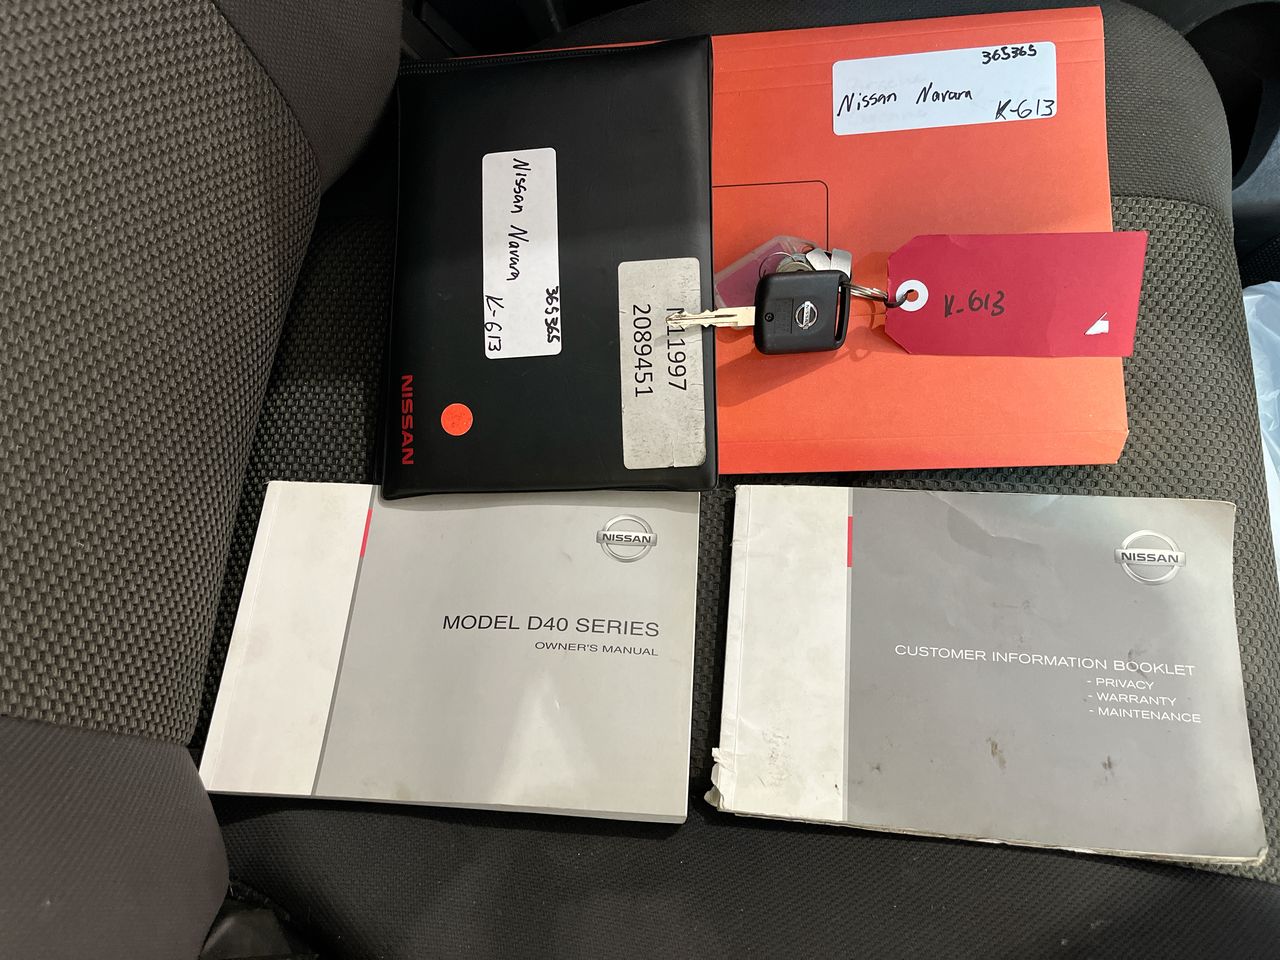 365365
Nissan Navara
K-613
Nissan Navara
365365
K-613
NISSAN
11997
2089451
NISSAN
K-613
NISSAN
MODEL D40 SERIES
OWNER'S MANUAL
NISSAN
CUSTOMER INFORMATION BOOKLET
- PRIVACY
- WARRANTY
- MAINTENANCE